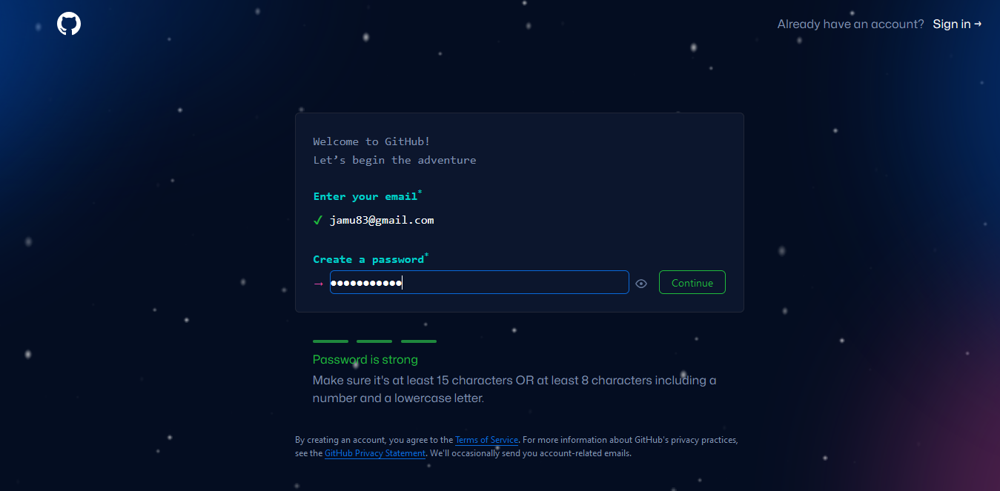 Already have an account? Sign in →
Welcome to GitHub!
Let’s begin the adventure
Enter your email*
✓ jamu83@gmail.com
Create a password*
→ ●●●●●●●●●●● Continue
Password is strong
Make sure it's at least 15 characters OR at least 8 characters including a
number and a lowercase letter.
By creating an account, you agree to the Terms of Service. For more information about GitHub's privacy practices,
see the GitHub Privacy Statement. We'll occasionally send you account-related emails.